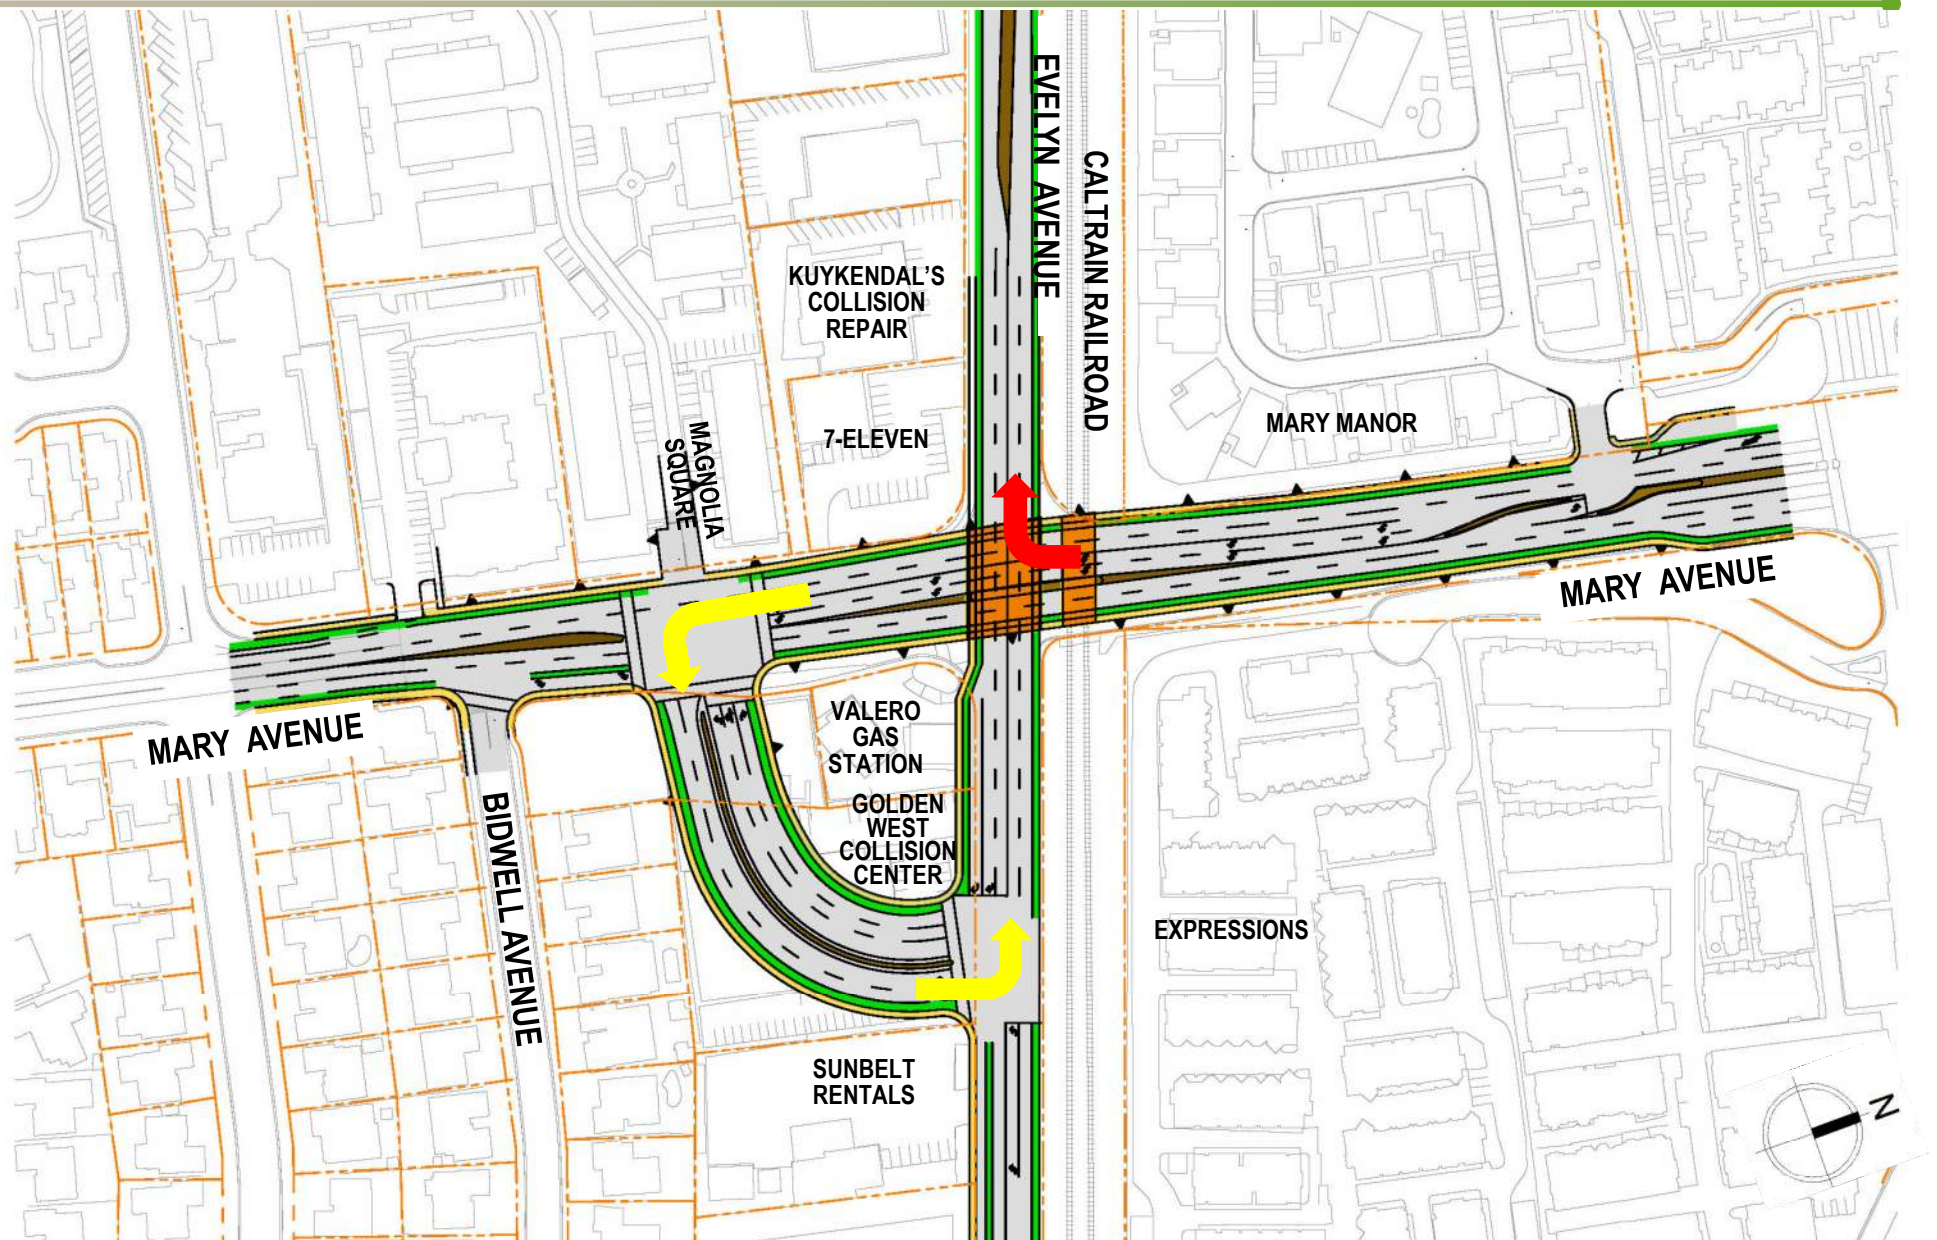 EVELYN AVENUE
CALTRAIN RAILROAD
KUYKENDAL'S
COLLISION
REPAIR
7-ELEVEN
MARY MANOR
MAGNOLIA
SQUARE
MARY AVENUE
MARY AVENUE
VALERO
GAS
STATION
GOLDEN
WEST
COLLISION
CENTER
BIDWELL AVENUE
EXPRESSIONS
SUNBELT
RENTALS
N